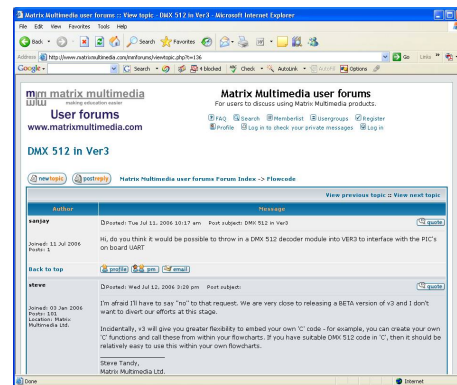 Matrix Multimedia user forums :: View topic - DMX 512 in Ver3 - Microsoft Internet Explorer
File Edit View Favorites Tools Help
Back Search Favorites
Address http://www.matrixmultimedia.com/mmforums/viewtopic.php?t=136 Go Links
Google Search 4 blocked Check AutoLink AutoFill Options
matrix multimedia
making education easier
User forums
www.matrixmultimedia.com
Matrix Multimedia user forums
For users to discuss using Matrix Multimedia products.
FAQ Search Memberlist Usergroups Register
Profile Log in to check your private messages Log in
DMX 512 in Ver3
newtopic postreply Matrix Multimedia user forums Forum Index -> Flowcode
View previous topic :: View next topic
Author Message
sanjay Posted: Tue Jul 11, 2006 10:17 am Post subject: DMX 512 in Ver3 quote
Joined: 11 Jul 2006
Posts: 1
Hi, do you think it would be possible to throw in a DMX 512 decoder module into VER3 to interface with the PIC's
on board UART
Back to top profile pm email
steve Posted: Wed Jul 12, 2006 3:28 pm Post subject: quote
Joined: 03 Jan 2006
Posts: 101
Location: Matrix
Multimedia Ltd.
I'm afraid I'll have to say "no" to that request. We are very close to releasing a BETA version of v3 and I don't
want to divert our efforts at this stage.
Incidentally, v3 will give you greater flexibility to embed your own 'C' code - for example, you can create your own
'C' functions and call these from within your flowcharts. If you have suitable DMX 512 code in 'C', then it should be
relatively easy to use this within your own flowcharts.
Steve Tandy,
Matrix Multimedia Ltd.
Done Internet